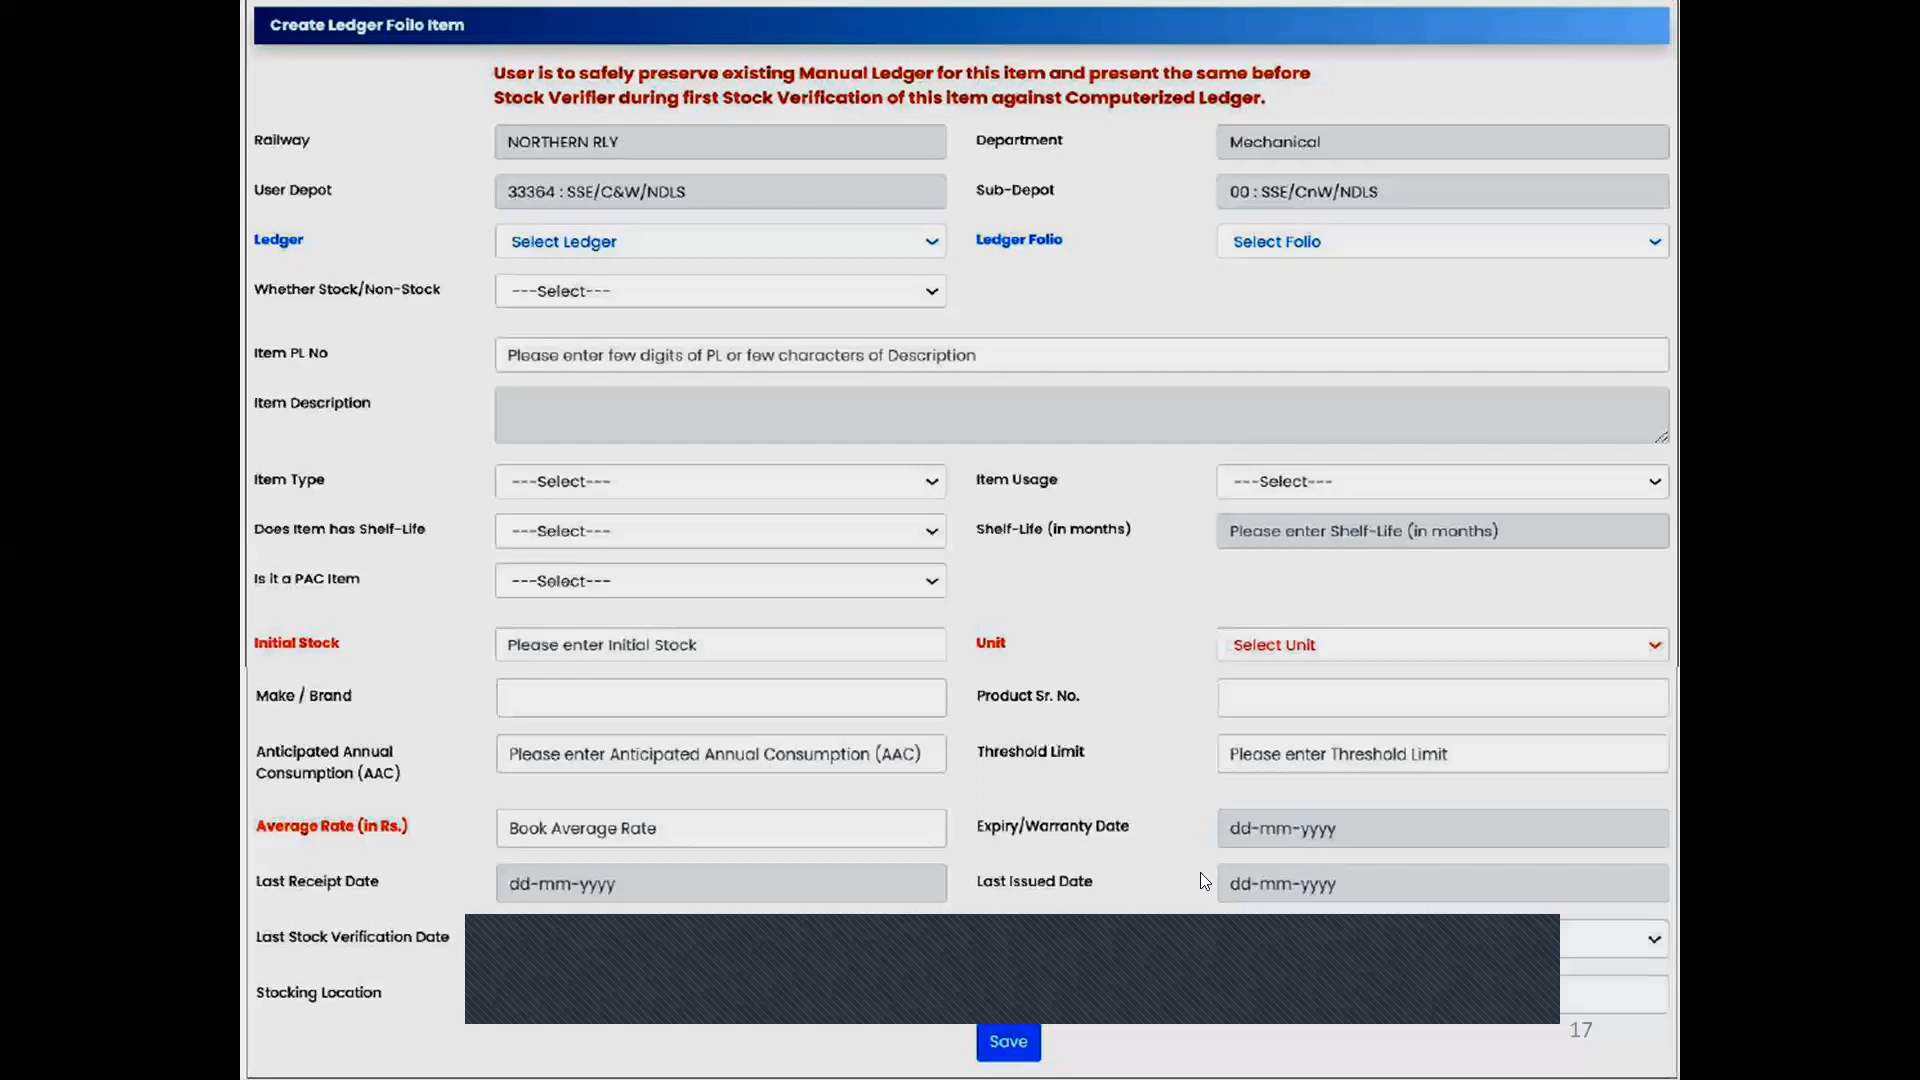 Create Ledger Folio Item
User is to safely preserve existing Manual Ledger for this item and present the same before
Stock Verifier during first Stock Verification of this item against Computerized Ledger.
Railway NORTHERN RLY Department Mechanical
User Depot 33364 : SSE/C&W/NDLS Sub-Depot 00 : SSE/CnW/NDLS
Ledger Select Ledger Ledger Folio Select Folio
Whether Stock/Non-Stock ---Select---
Item PL No Please enter few digits of PL or few characters of Description
Item Description
Item Type ---Select--- Item Usage ---Select---
Does Item has Shelf-Life ---Select--- Shelf-Life (in months) Please enter Shelf-Life (in months)
Is it a PAC Item ---Select---
Initial Stock Please enter Initial Stock Unit Select Unit
Make / Brand Product Sr. No.
Anticipated Annual Please enter Anticipated Annual Consumption (AAC) Threshold Limit Please enter Threshold Limit
Consumption (AAC)
Average Rate (in Rs.) Book Average Rate Expiry/Warranty Date dd-mm-yyyy
Last Receipt Date dd-mm-yyyy Last Issued Date dd-mm-yyyy
Last Stock Verification Date
Stocking Location
17
Save